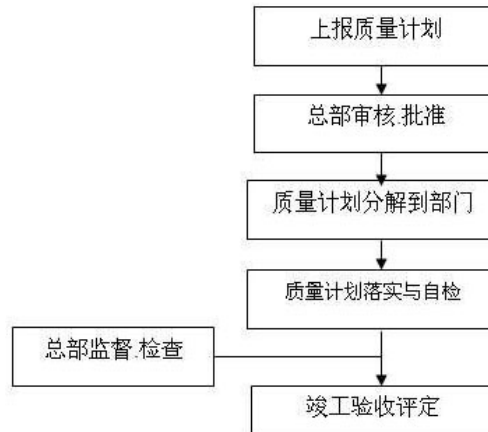 上报质量计划
总部审核.批准
质量计划分解到部门
质量计划落实与自检
总部监督.检查
竣工验收评定